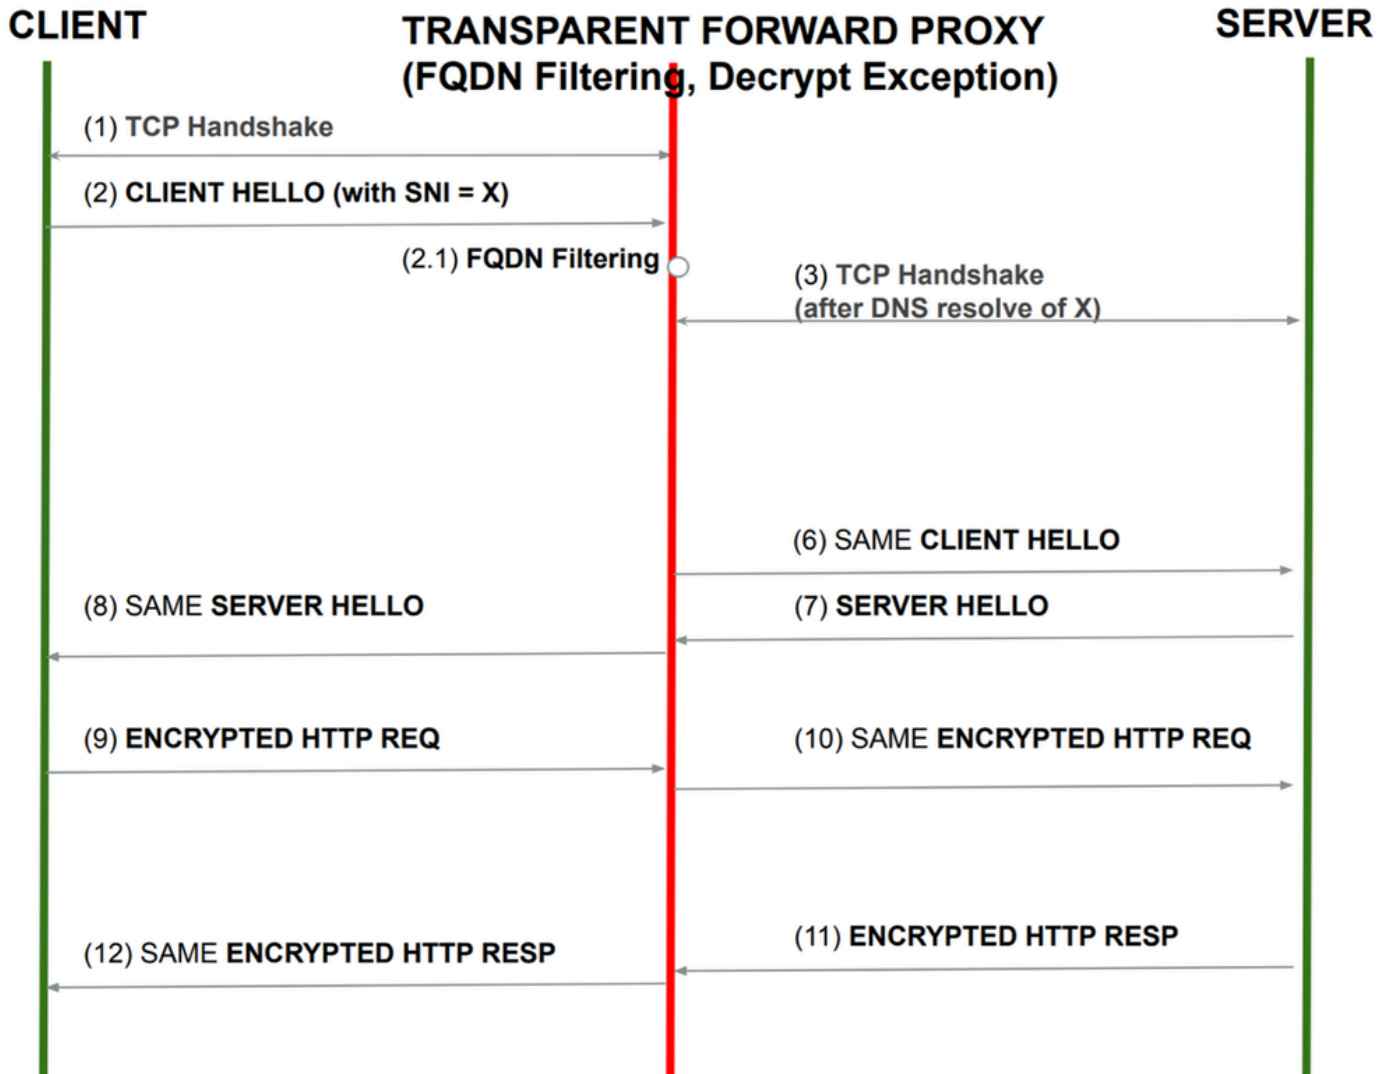 CLIENT
TRANSPARENT FORWARD PROXY
(FQDN Filtering, Decrypt Exception)
SERVER
(1) TCP Handshake
(2) CLIENT HELLO (with SNI = X)
(2.1) FQDN Filtering
(3) TCP Handshake
(after DNS resolve of X)
(6) SAME CLIENT HELLO
(8) SAME SERVER HELLO
(7) SERVER HELLO
(9) ENCRYPTED HTTP REQ
(10) SAME ENCRYPTED HTTP REQ
(11) ENCRYPTED HTTP RESP
(12) SAME ENCRYPTED HTTP RESP